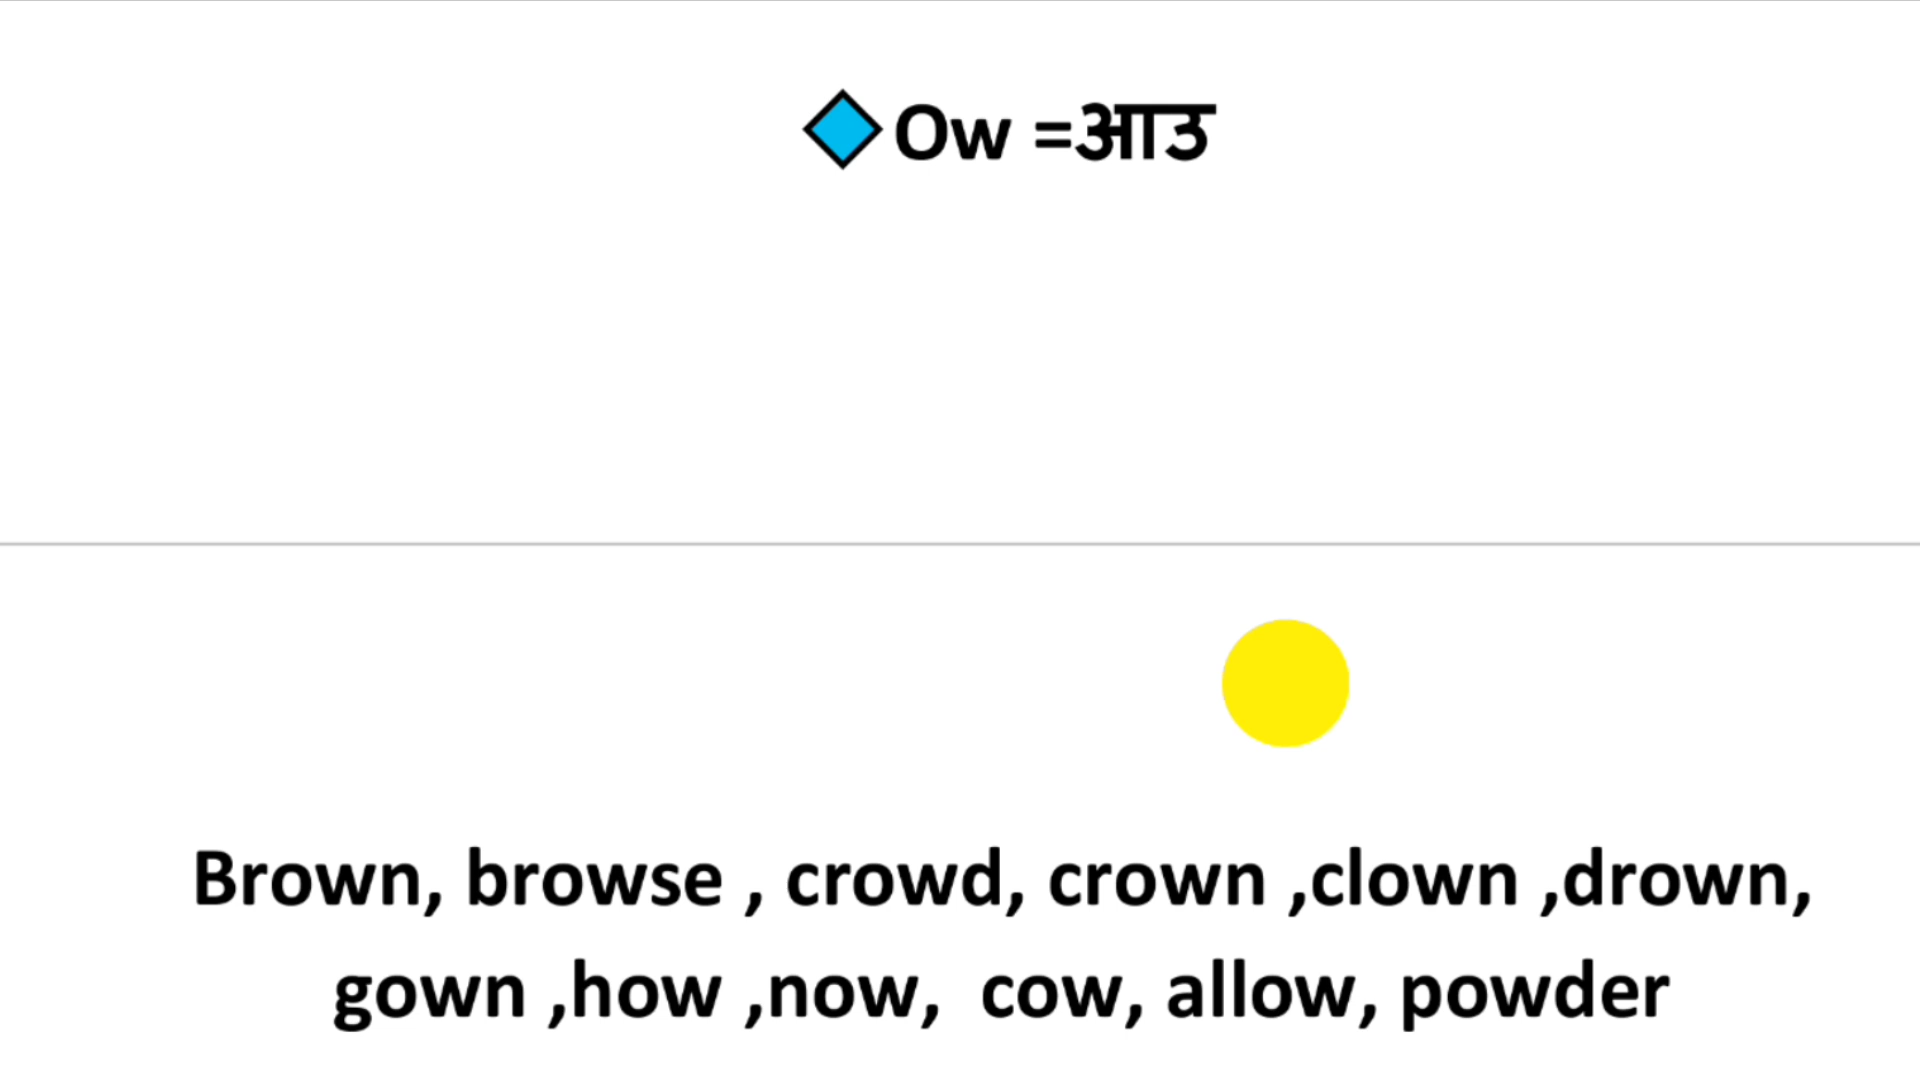 Ow =आउ
Brown, browse , crowd, crown ,clown ,drown,
gown ,how ,now,  cow, allow, powder